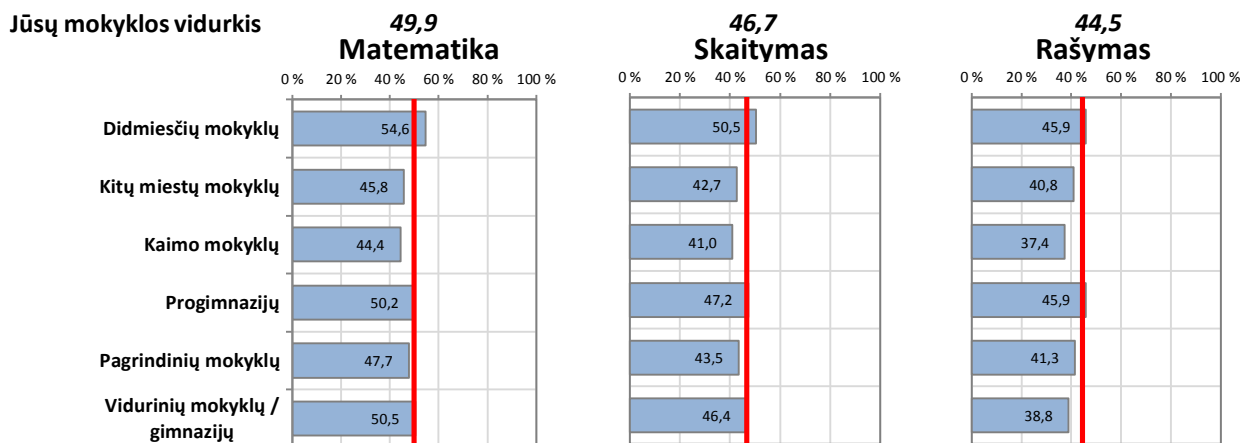 Jūsų mokyklos vidurkis 49,9 46,7 44,5
Matematika Skaitymas Rašymas
0 % 20 % 40 % 60 % 80 % 100 % 0 % 20 % 40 % 60 % 80 % 100 % 0 % 20 % 40 % 60 % 80 % 100 %
Didmiesčių mokyklų 54,6 50,5 45,9
Kitų miestų mokyklų 45,8 42,7 40,8
Kaimo mokyklų 44,4 41,0 37,4
Progimnazijų 50,2 47,2 45,9
Pagrindinių mokyklų 47,7 43,5 41,3
Vidurinių mokyklų /
gimnazijų 50,5 46,4 38,8